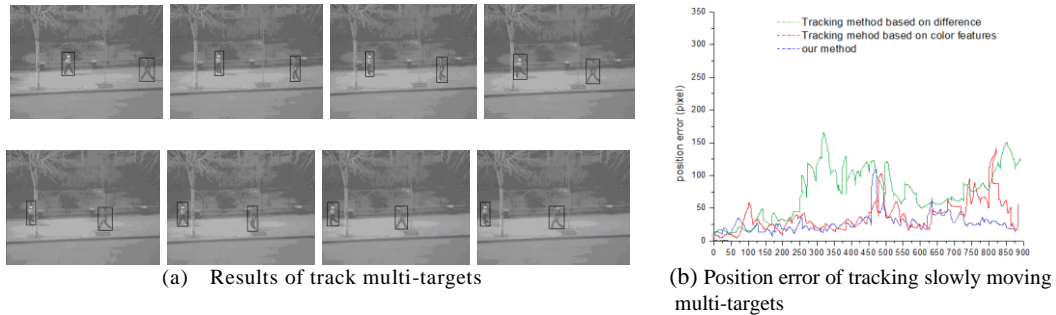 350
300
250
200
150
100
50
0
position error (pixel)
Tracking method based on difference
Tracking mehod based on color features
our method
0 50 100 150 200 250 300 350 400 450 500 550 600 650 700 750 800 850 900
(a) Results of track multi-targets
(b) Position error of tracking slowly moving
multi-targets